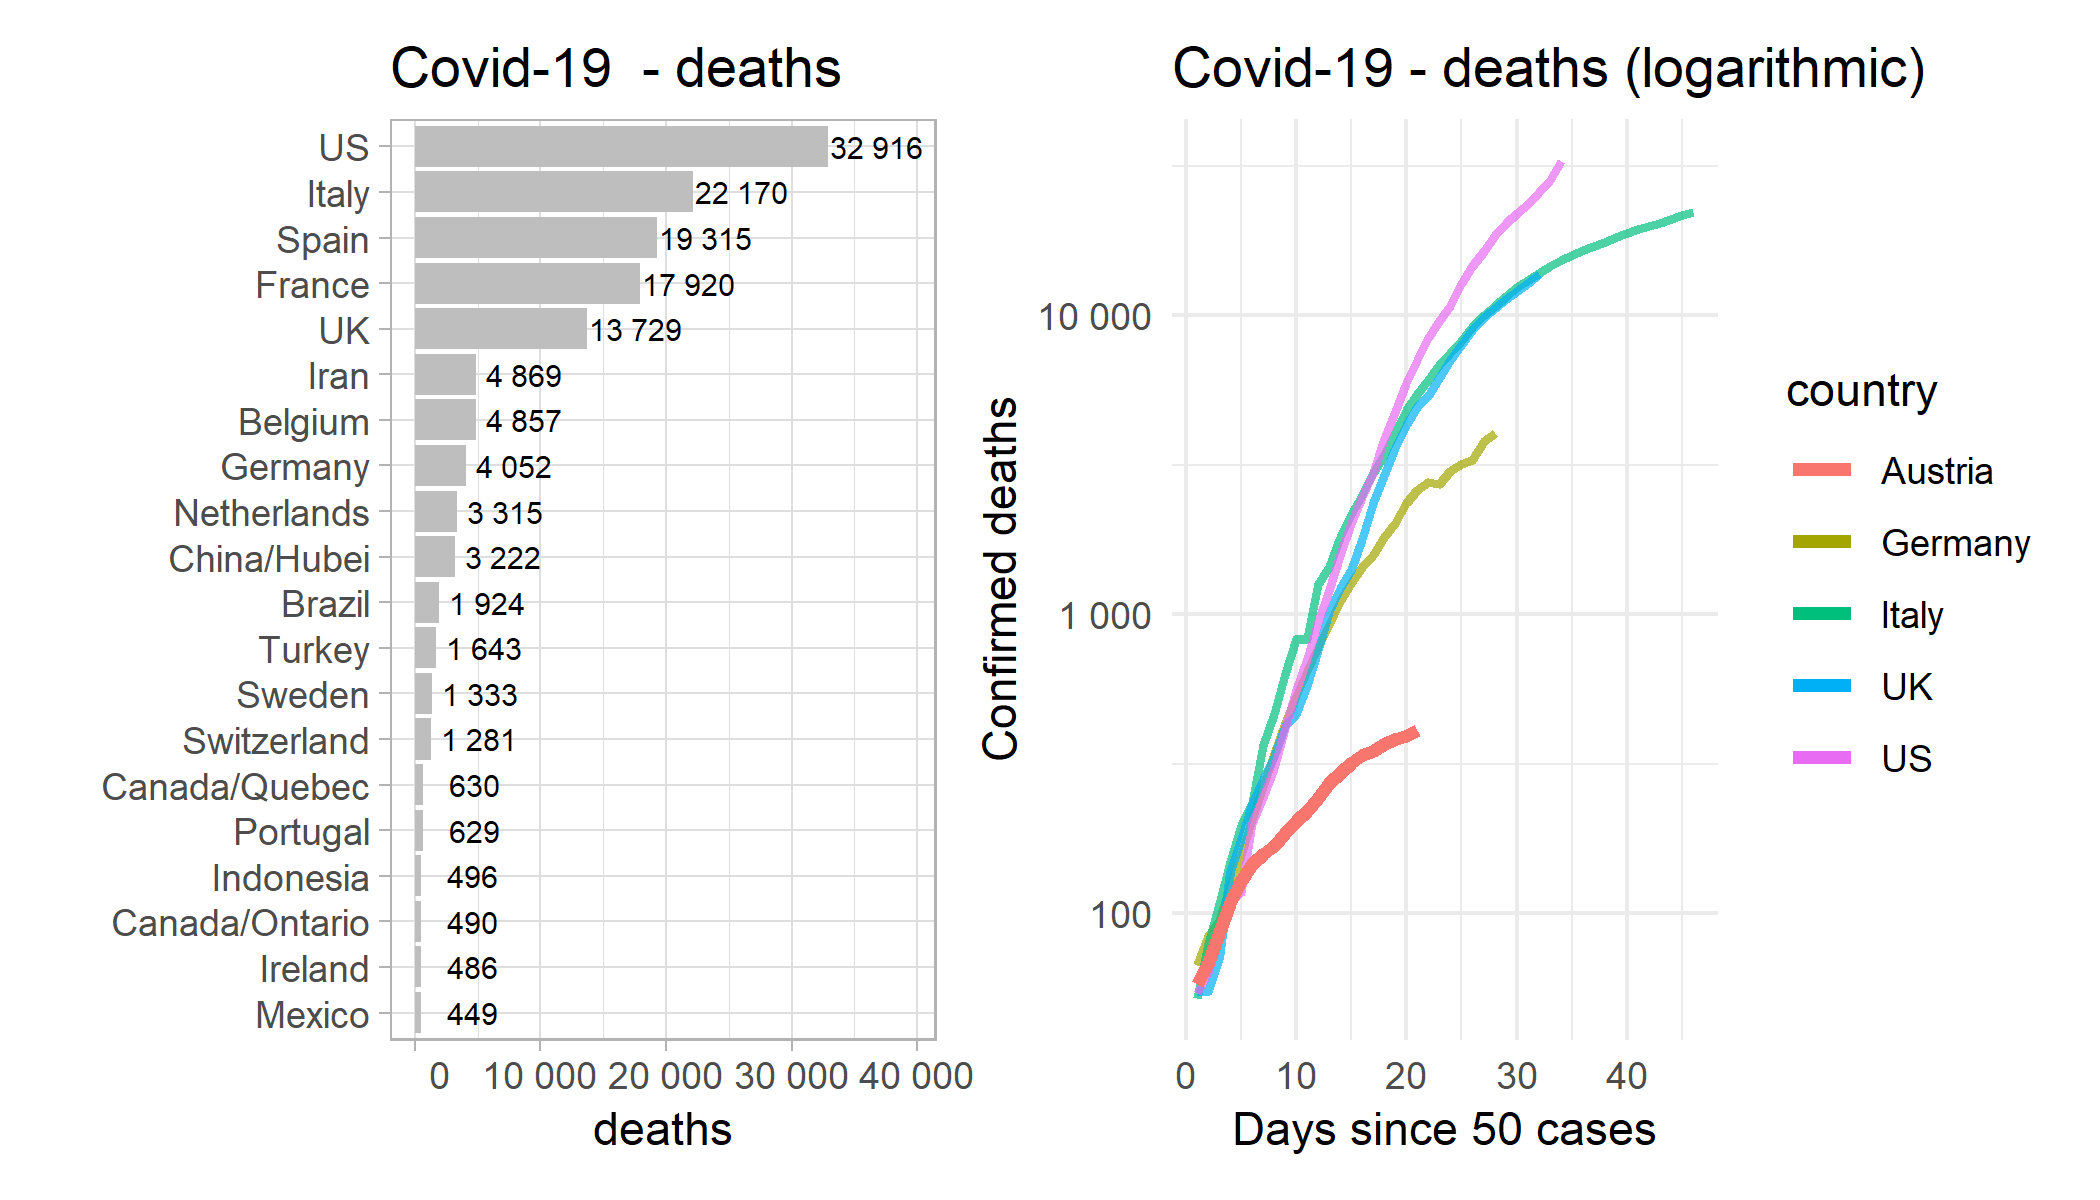 Covid-19  - deaths
US
32 916
Italy
22 170
Spain
19 315
France
17 920
UK
13 729
Iran
4 869
Belgium
4 857
Germany
4 052
Netherlands
3 315
China/Hubei
3 222
Brazil
1 924
Turkey
1 643
Sweden
1 333
Switzerland
1 281
Canada/Quebec
630
Portugal
629
Indonesia
496
Canada/Ontario
490
Ireland
486
Mexico
449
0 10 000 20 000 30 000 40 000
deaths
Covid-19 - deaths (logarithmic)
Confirmed deaths
10 000
1 000
100
0 10 20 30 40
Days since 50 cases
country
Austria
Germany
Italy
UK
US